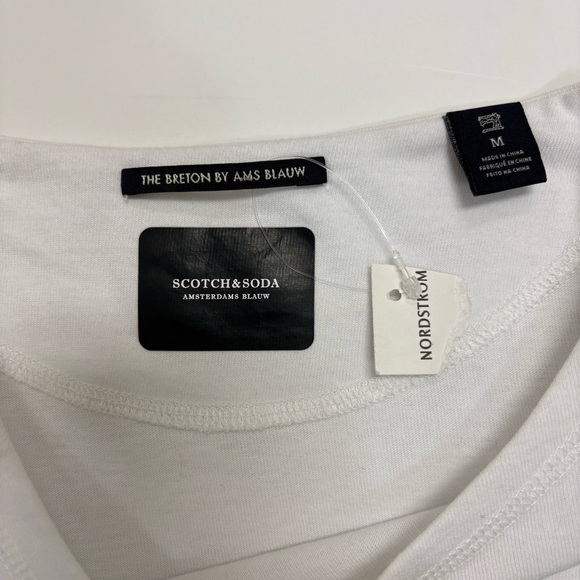 THE BRETON BY AMS BLAUW
SCOTCH&SODA
AMSTERDAMS BLAUW
NORDSTROM
M
MADE IN CHINA
FABRIQUÉ EN CHINE
FEITO NA CHINA